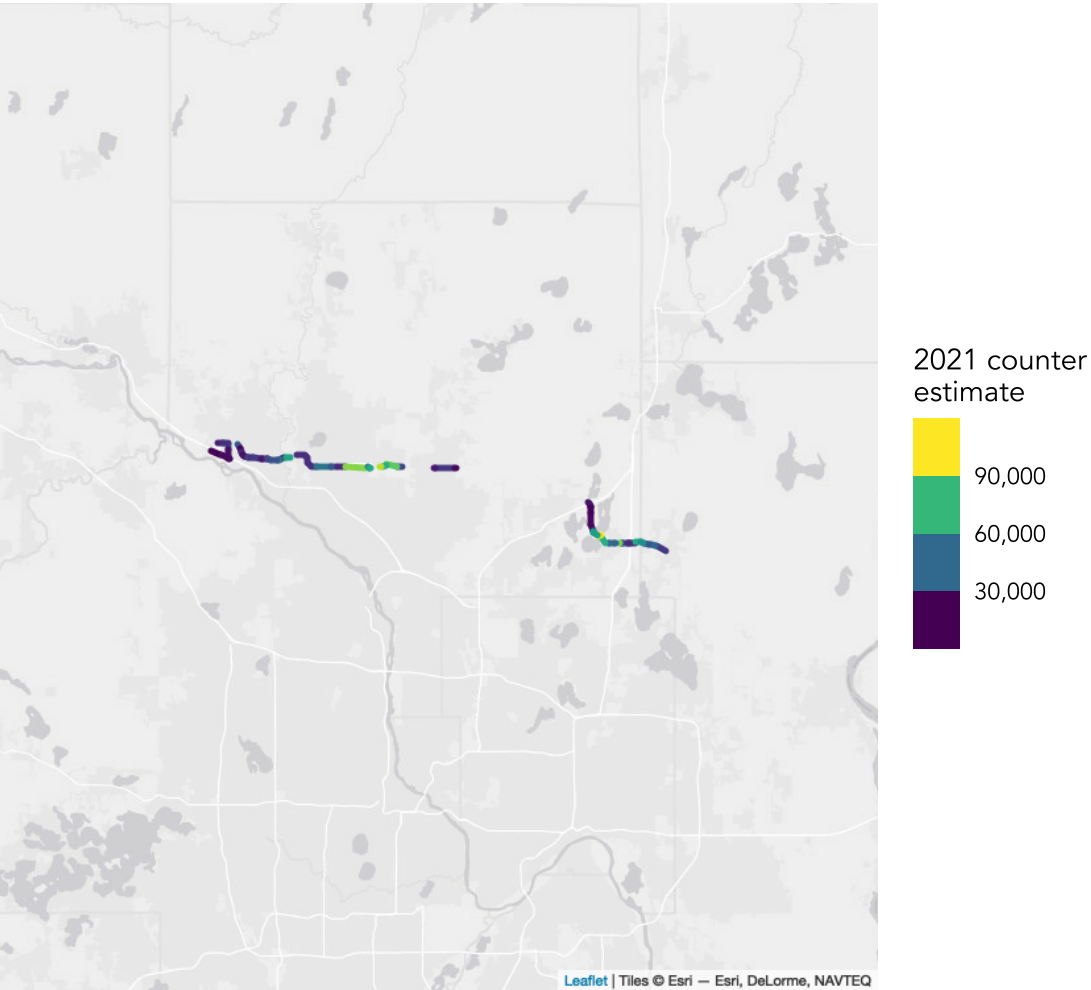 2021 counter
estimate
90,000
60,000
30,000
Leaflet | Tiles © Esri — Esri, DeLorme, NAVTEQ